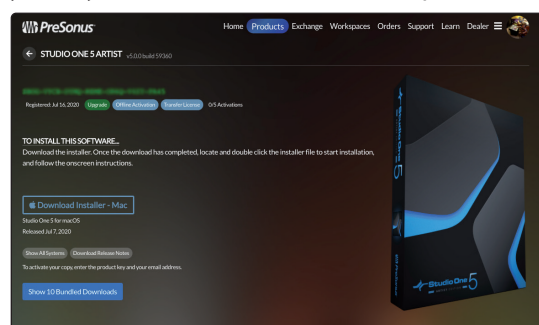 PreSonus
Home Products Exchange Workspaces Orders Support Learn Dealer
STUDIO ONE 5 ARTIST v5.0.0 build 59360
Registered: Jul 16, 2020 Upgrade Offline Activation Transfer License 0/5 Activations
TO INSTALL THIS SOFTWARE...
Download the installer. Once the download has completed, locate and double click the installer file to start installation,
and follow the onscreen instructions.
Download Installer - Mac
Studio One 5 for macOS
Released Jul 7, 2020
Show All Systems Download Release Notes
To activate your copy, enter the product key and your email address.
Show 10 Bundled Downloads
Studio One 5
PreSonus
Studio One 5